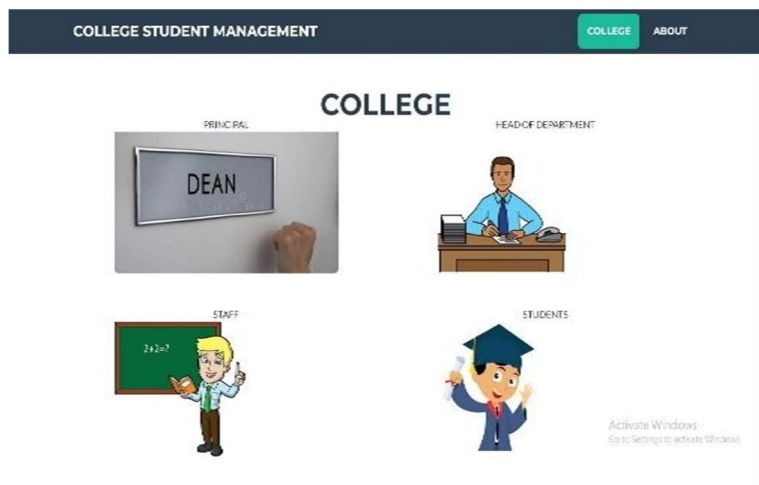 COLLEGE STUDENT MANAGEMENT
COLLEGE ABOUT
COLLEGE
PRINCIPAL
HEAD OF DEPARTMENT
DEAN
STAFF
STUDENTS
2+2=?
Activate Windows
Go to Settings to activate Windows.